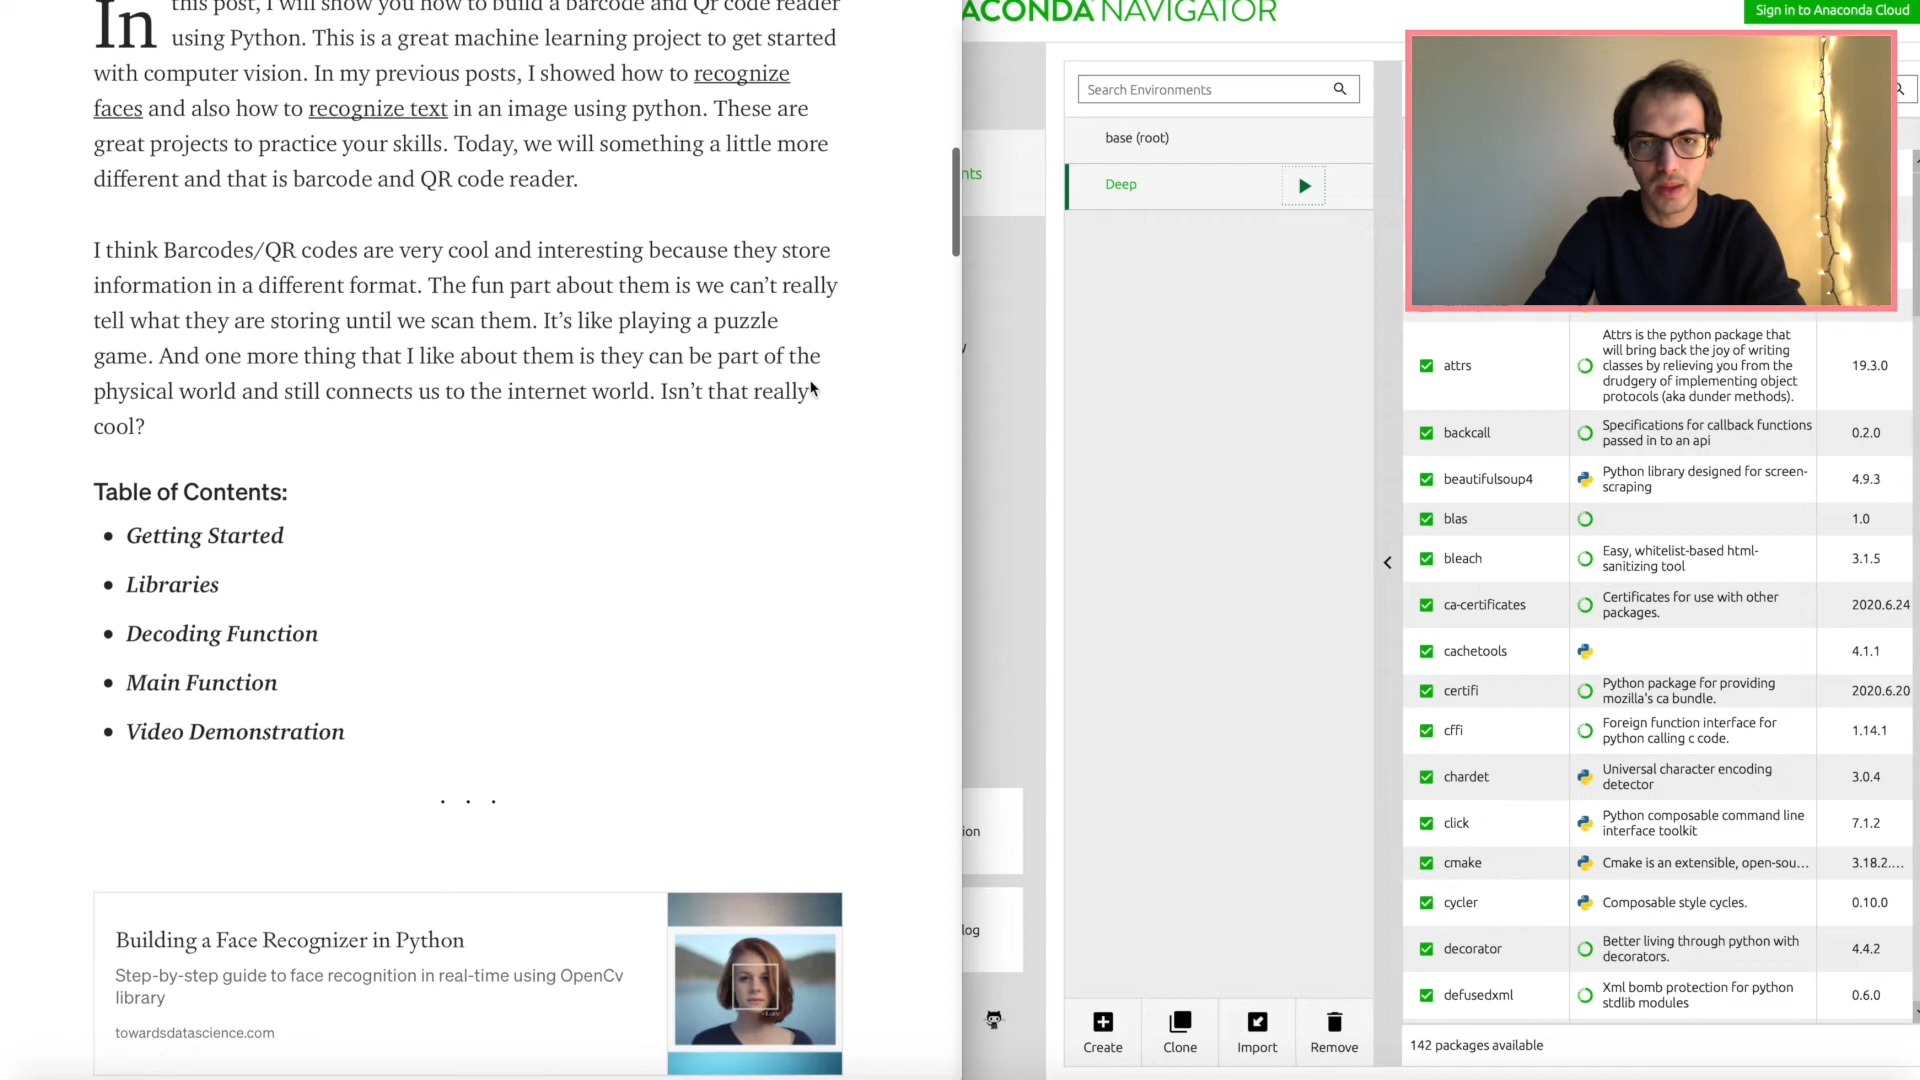 In this post, I will show you how to build a barcode and Qr code reader
using Python. This is a great machine learning project to get started
with computer vision. In my previous posts, I showed how to recognize
faces and also how to recognize text in an image using python. These are
great projects to practice your skills. Today, we will something a little more
different and that is barcode and QR code reader.
I think Barcodes/QR codes are very cool and interesting because they store
information in a different format. The fun part about them is we can’t really
tell what they are storing until we scan them. It’s like playing a puzzle
game. And one more thing that I like about them is they can be part of the
physical world and still connects us to the internet world. Isn’t that really
cool?
Table of Contents:
• Getting Started
• Libraries
• Decoding Function
• Main Function
• Video Demonstration
. . .
Building a Face Recognizer in Python
Step-by-step guide to face recognition in real-time using OpenCv
library
towardsdatascience.com
ACONDA NAVIGATOR
Sign in to Anaconda Cloud
nts
y
ion
log
Search Environments
base (root)
Deep
Create
Clone
Import
Remove
attrs
Attrs is the python package that
will bring back the joy of writing
classes by relieving you from the
drudgery of implementing object
protocols (aka dunder methods).
19.3.0
backcall
Specifications for callback functions
passed in to an api
0.2.0
beautifulsoup4
Python library designed for screen-
scraping
4.9.3
blas
1.0
bleach
Easy, whitelist-based html-
sanitizing tool
3.1.5
ca-certificates
Certificates for use with other
packages.
2020.6.24
cachetools
4.1.1
certifi
Python package for providing
mozilla's ca bundle.
2020.6.20
cffi
Foreign function interface for
python calling c code.
1.14.1
chardet
Universal character encoding
detector
3.0.4
click
Python composable command line
interface toolkit
7.1.2
cmake
Cmake is an extensible, open-sou...
3.18.2....
cycler
Composable style cycles.
0.10.0
decorator
Better living through python with
decorators.
4.4.2
defusedxml
Xml bomb protection for python
stdlib modules
0.6.0
142 packages available